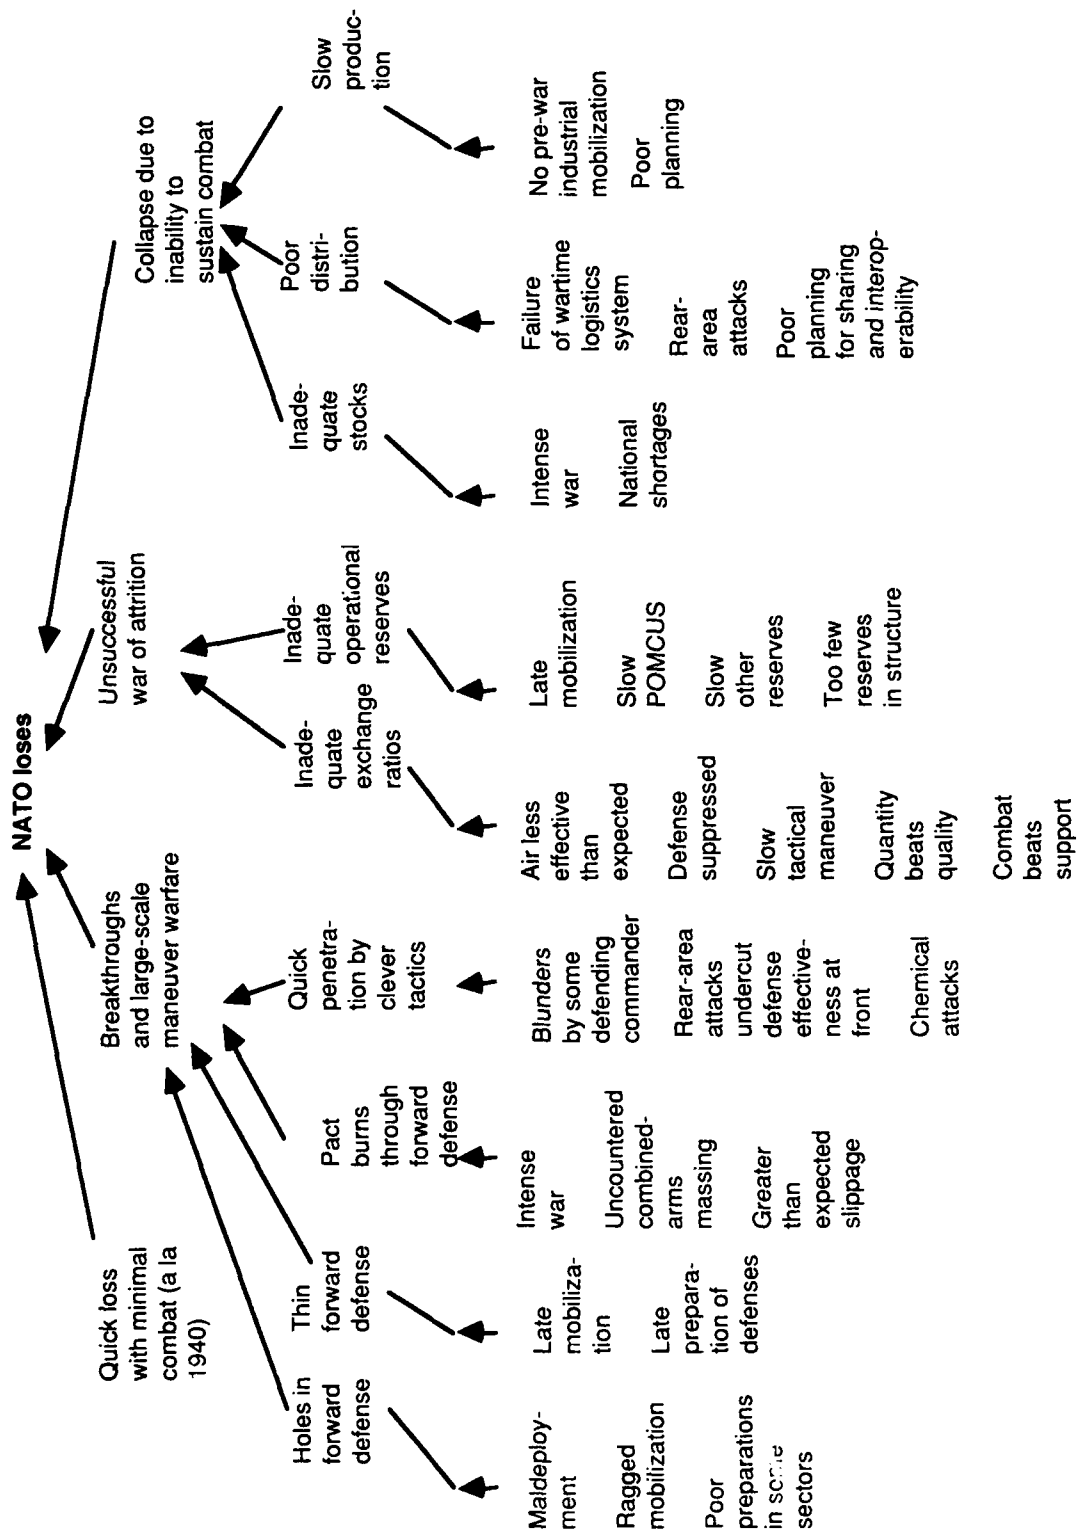 NATO loses
Quick loss
with minimal
combat (a la
1940)
Breakthroughs
and large-scale
maneuver warfare
Unsuccessful
war of attrition
Collapse due to
inability to
sustain combat
Holes in
forward
defense
Thin
forward
defense
Pact
burns
through
forward
defense
Quick
penetra-
tion by
clever
tactics
Inade-
quate
exchange
ratios
Inade-
quate
operational
reserves
Inade-
quate
stocks
Poor
distri-
bution
Slow
produc-
tion
Maldeploy-
ment
Ragged
mobilization
Poor
preparations
in some
sectors
Late
mobiliza-
tion
Late
prepara-
tion of
defenses
Intense
war
Uncountered
combined-
arms
massing
Greater
than
expected
slippage
Blunders
by some
defending
commander
Rear-area
attacks
undercut
defense
effective-
ness at
front
Chemical
attacks
Air less
effective
than
expected
Defense
suppressed
Slow
tactical
maneuver
Quantity
beats
quality
Combat
beats
support
Late
mobilization
Slow
POMCUS
Slow
other
reserves
Too few
reserves
in structure
Intense
war
National
shortages
Failure
of wartime
logistics
system
Rear-
area
attacks
Poor
planning
for sharing
and interop-
erability
No pre-war
industrial
mobilization
Poor
planning